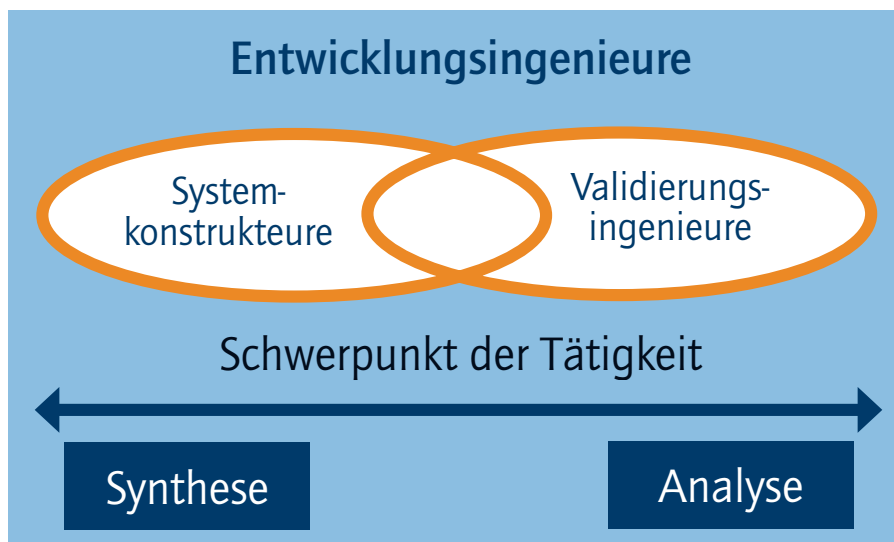 Entwicklungsingenieure
System-
konstrukteure
Validierungs-
ingenieure
Schwerpunkt der Tätigkeit
Synthese
Analyse